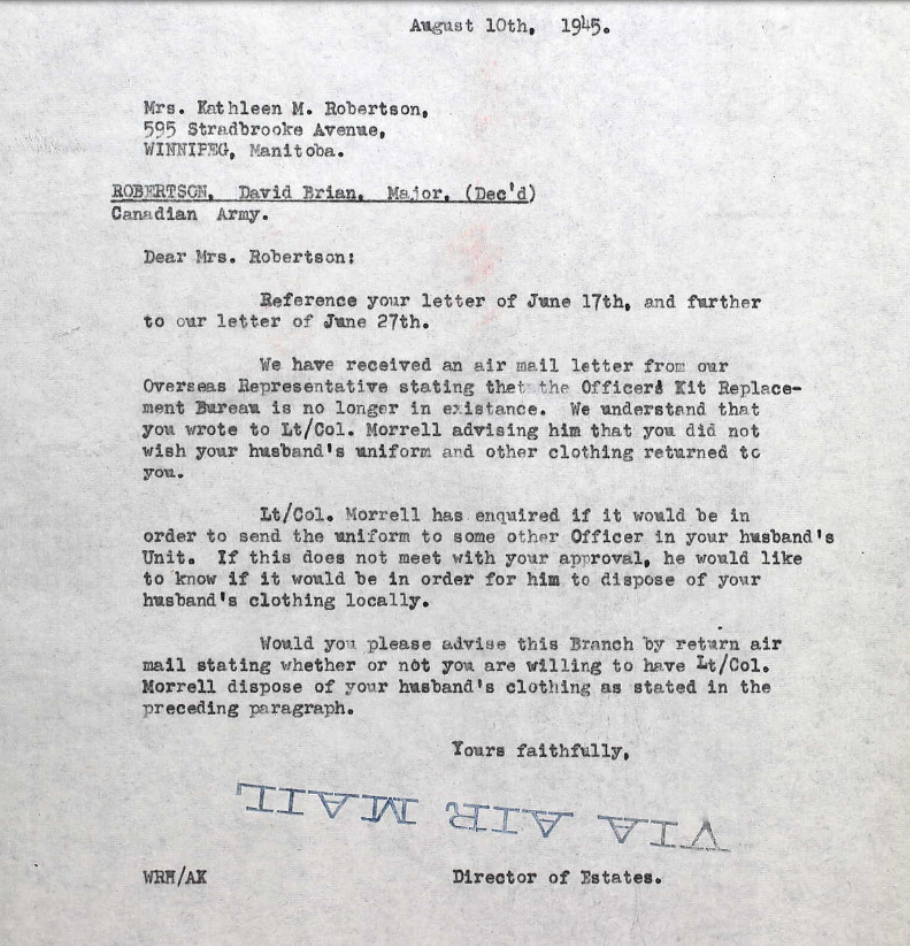 August 10th, 1945.
Mrs. Kathleen M. Robertson,
595 Stradbrooke Avenue,
WINNIPEG, Manitoba.
ROBERTSON, David Brian, Major, (Dec'd)
Canadian Army.
Dear Mrs. Robertson:
Reference your letter of June 17th, and further
to our letter of June 27th.
We have received an air mail letter from our
Overseas Representative stating thet the Officers Kit Replace-
ment Bureau is no longer in existance. We understand that
you wrote to Lt/Col. Morrell advising him that you did not
wish your husband's uniform and other clothing returned to
you.
Lt/Col. Morrell has enquired if it would be in
order to send the uniform to some other Officer in your husband's
Unit. If this does not meet with your approval, he would like
to know if it would be in order for him to dispose of your
husband's clothing locally.
Would you please advise this Branch by return air
mail stating whether or not you are willing to have Lt/Col.
Morrell dispose of your husband's clothing as stated in the
preceding paragraph.
Yours faithfully,
VIA AIR MAIL
WRM/AK
Director of Estates.